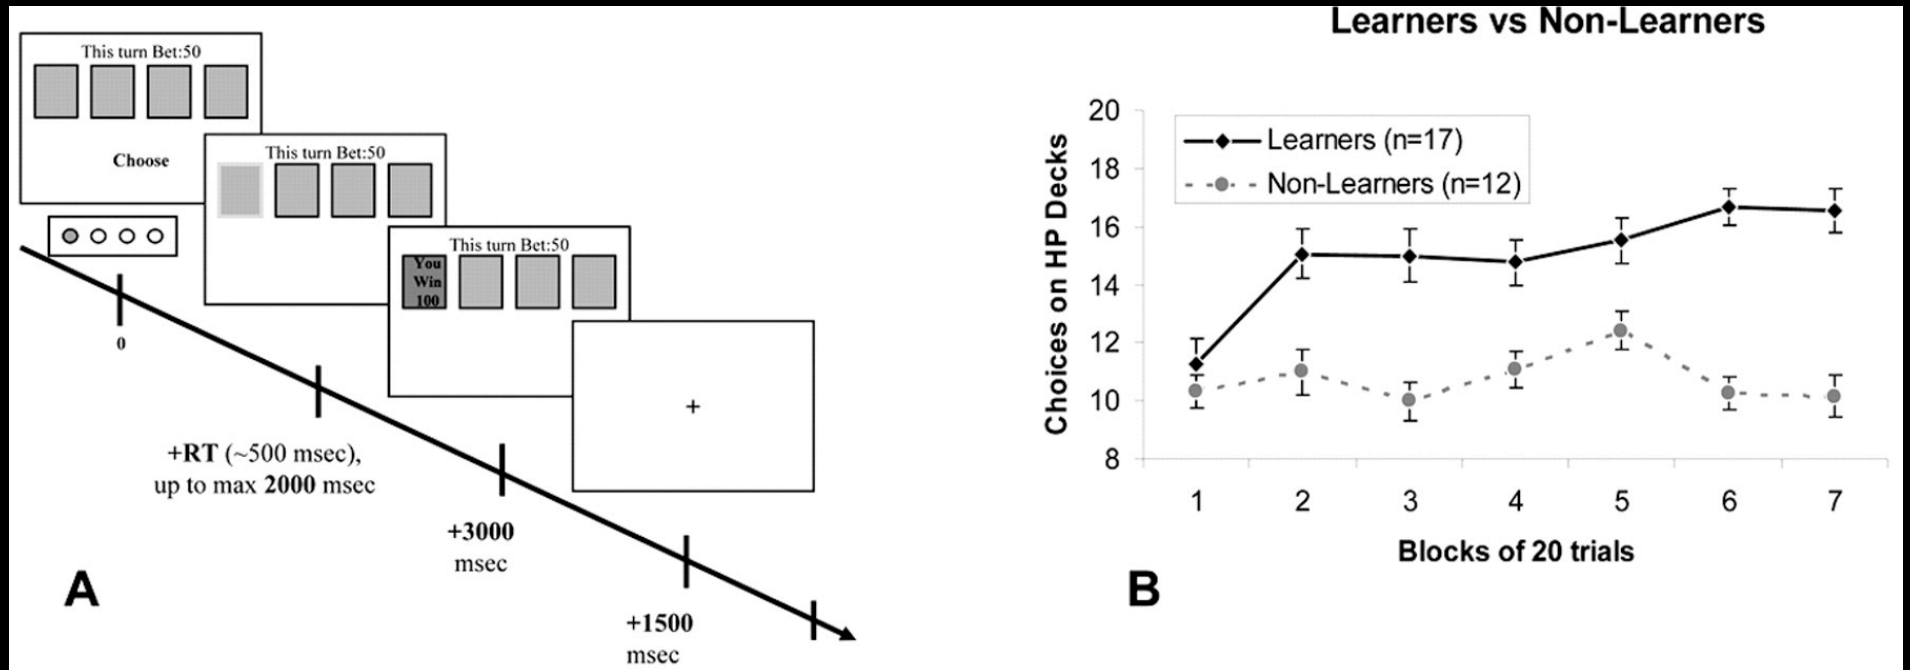 This turn Bet:50
Choose
This turn Bet:50
This turn Bet:50
You
Win
100
+
0
+RT (~500 msec),
up to max 2000 msec
+3000
msec
+1500
msec
A
Learners vs Non-Learners
Choices on HP Decks
20
18
16
14
12
10
8
Learners (n=17)
Non-Learners (n=12)
1 2 3 4 5 6 7
Blocks of 20 trials
B